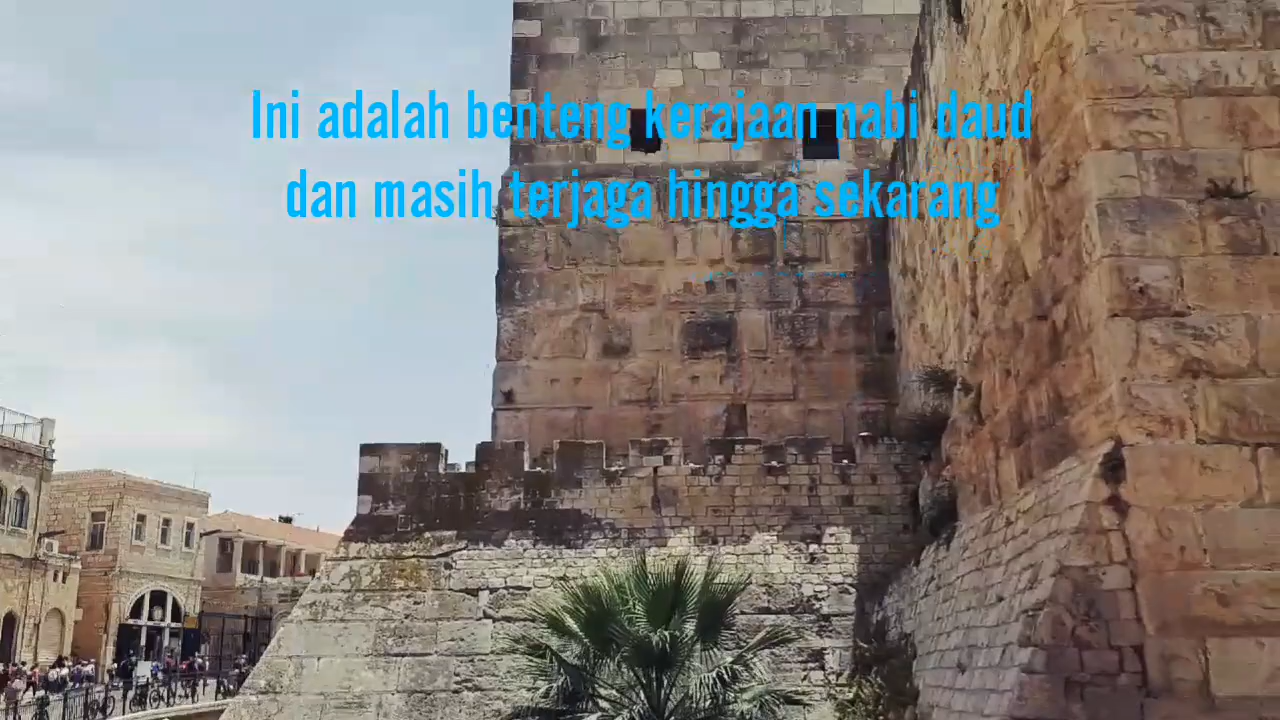 Ini adalah benteng kerajaan nabi daud
dan masih terjaga hingga sekarang